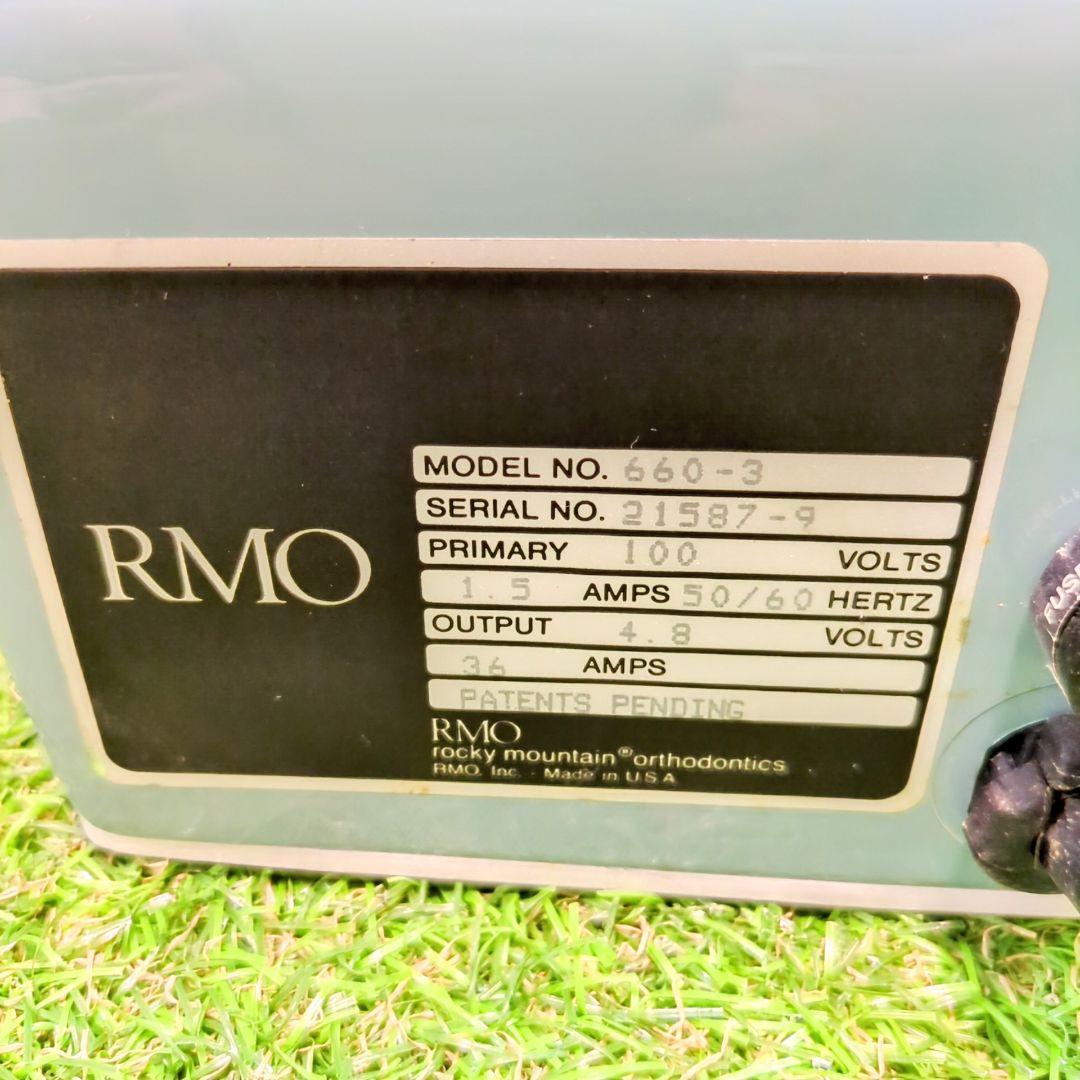 RMO
MODEL NO. 660-3
SERIAL NO. 21587-9
PRIMARY 100 VOLTS
1.5 AMPS 50/60 HERTZ
OUTPUT 4.8 VOLTS
36 AMPS
PATENTS PENDING
RMO
rocky mountain® orthodontics
RMO, Inc. Made in U.S.A